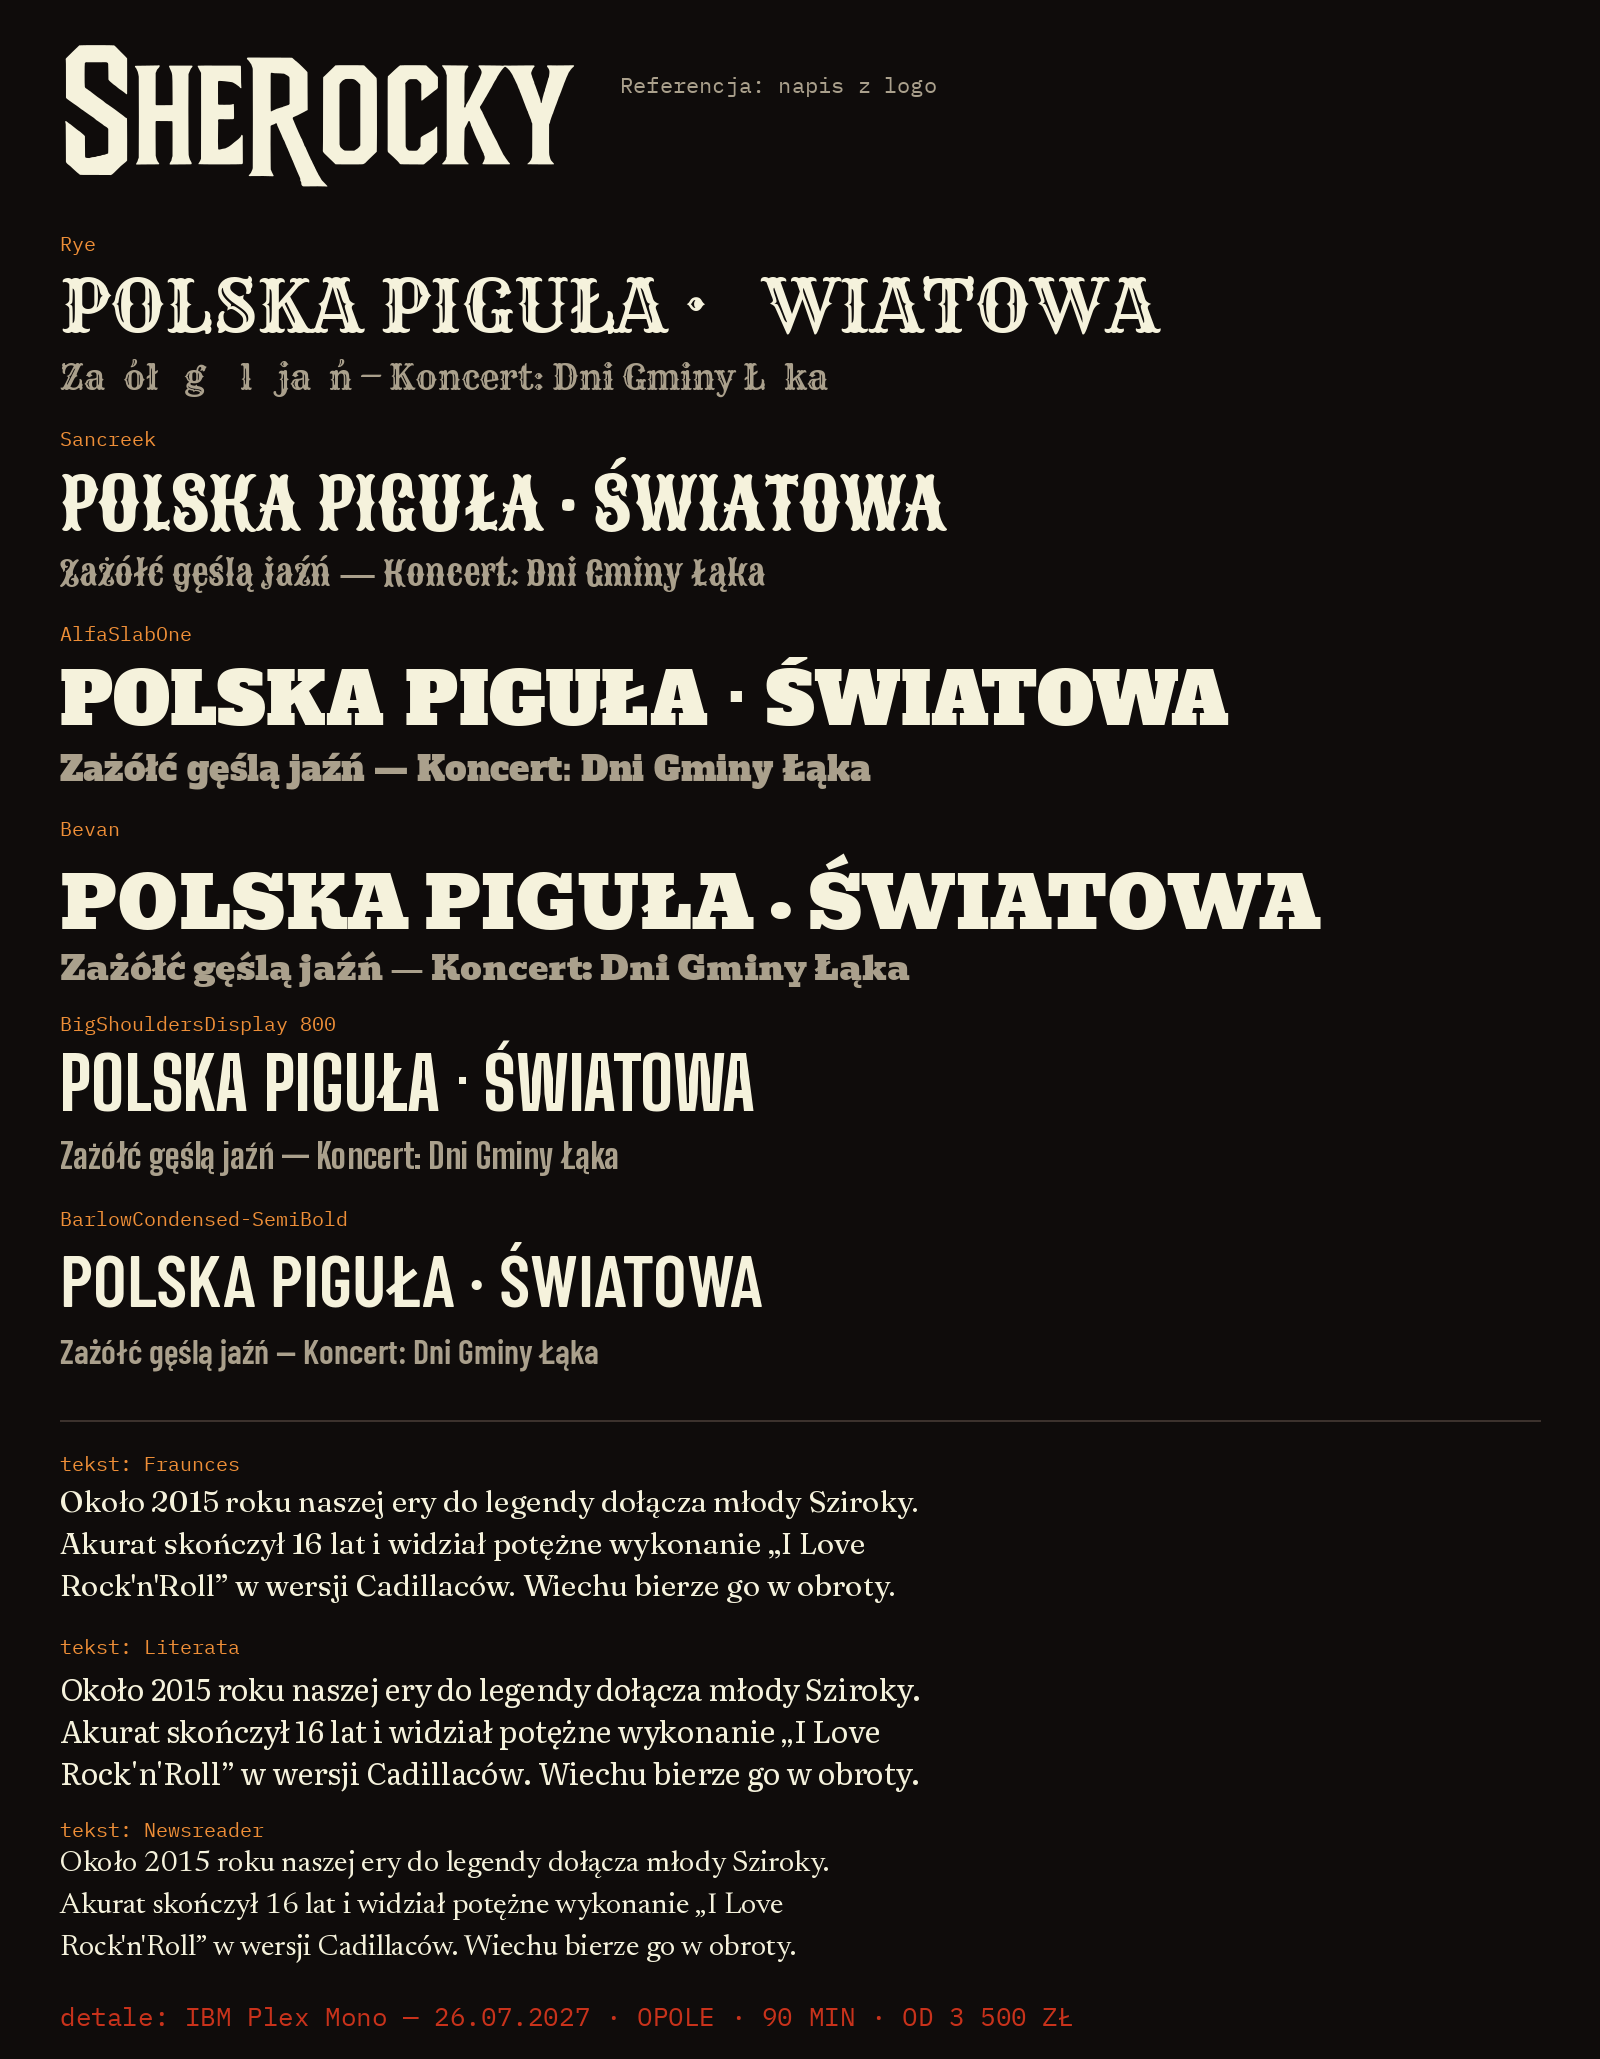 SHEROCKY
Referencja: napis z logo
Rye
POLSKA PIGUŁA · WIATOWA
Za ół g l ja ń — Koncert: Dni Gminy Ł ka
Sancreek
POLSKA PIGUŁA · ŚWIATOWA
Zażółć gęślą jaźń — Koncert: Dni Gminy Łąka
AlfaSlabOne
POLSKA PIGUŁA · ŚWIATOWA
Zażółć gęślą jaźń — Koncert: Dni Gminy Łąka
Bevan
POLSKA PIGUŁA · ŚWIATOWA
Zażółć gęślą jaźń — Koncert: Dni Gminy Łąka
BigShouldersDisplay 800
POLSKA PIGUŁA · ŚWIATOWA
Zażółć gęślą jaźń — Koncert: Dni Gminy Łąka
BarlowCondensed-SemiBold
POLSKA PIGUŁA · ŚWIATOWA
Zażółć gęślą jaźń — Koncert: Dni Gminy Łąka
tekst: Fraunces
Około 2015 roku naszej ery do legendy dołącza młody Sziroky.
Akurat skończył 16 lat i widział potężne wykonanie „I Love
Rock'n'Roll” w wersji Cadillaców. Wiechu bierze go w obroty.
tekst: Literata
Około 2015 roku naszej ery do legendy dołącza młody Sziroky.
Akurat skończył 16 lat i widział potężne wykonanie „I Love
Rock'n'Roll” w wersji Cadillaców. Wiechu bierze go w obroty.
tekst: Newsreader
Około 2015 roku naszej ery do legendy dołącza młody Sziroky.
Akurat skończył 16 lat i widział potężne wykonanie „I Love
Rock'n'Roll” w wersji Cadillaców. Wiechu bierze go w obroty.
detale: IBM Plex Mono — 26.07.2027 · OPOLE · 90 MIN · OD 3 500 ZŁ